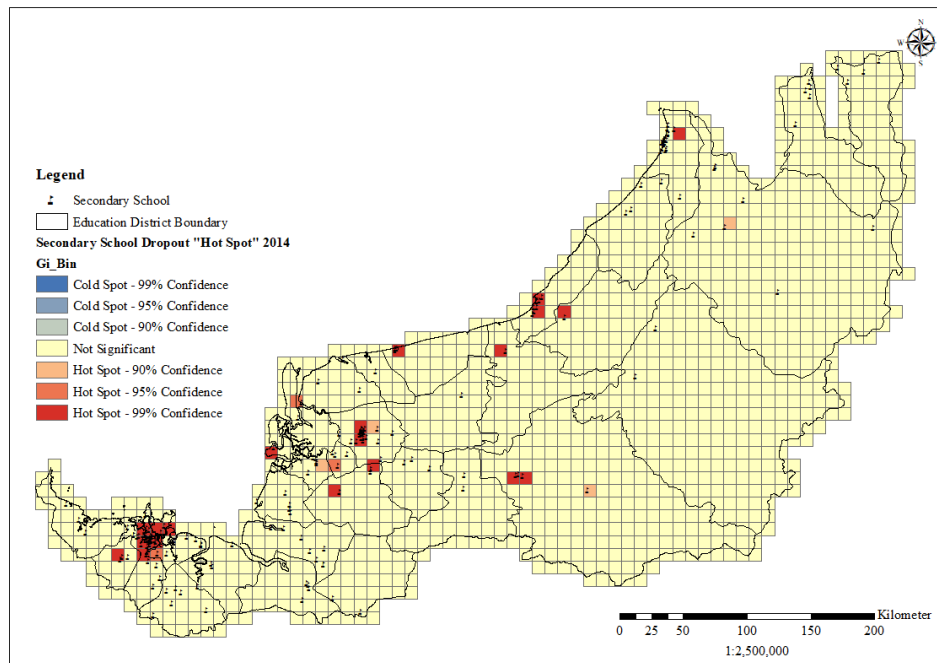 N
W
E
S
Legend
Secondary School
Education District Boundary
Secondary School Dropout "Hot Spot" 2014
Gi_Bin
Cold Spot - 99% Confidence
Cold Spot - 95% Confidence
Cold Spot - 90% Confidence
Not Significant
Hot Spot - 90% Confidence
Hot Spot - 95% Confidence
Hot Spot - 99% Confidence
Kilometer
0 25 50 100 150 200
1:2,500,000